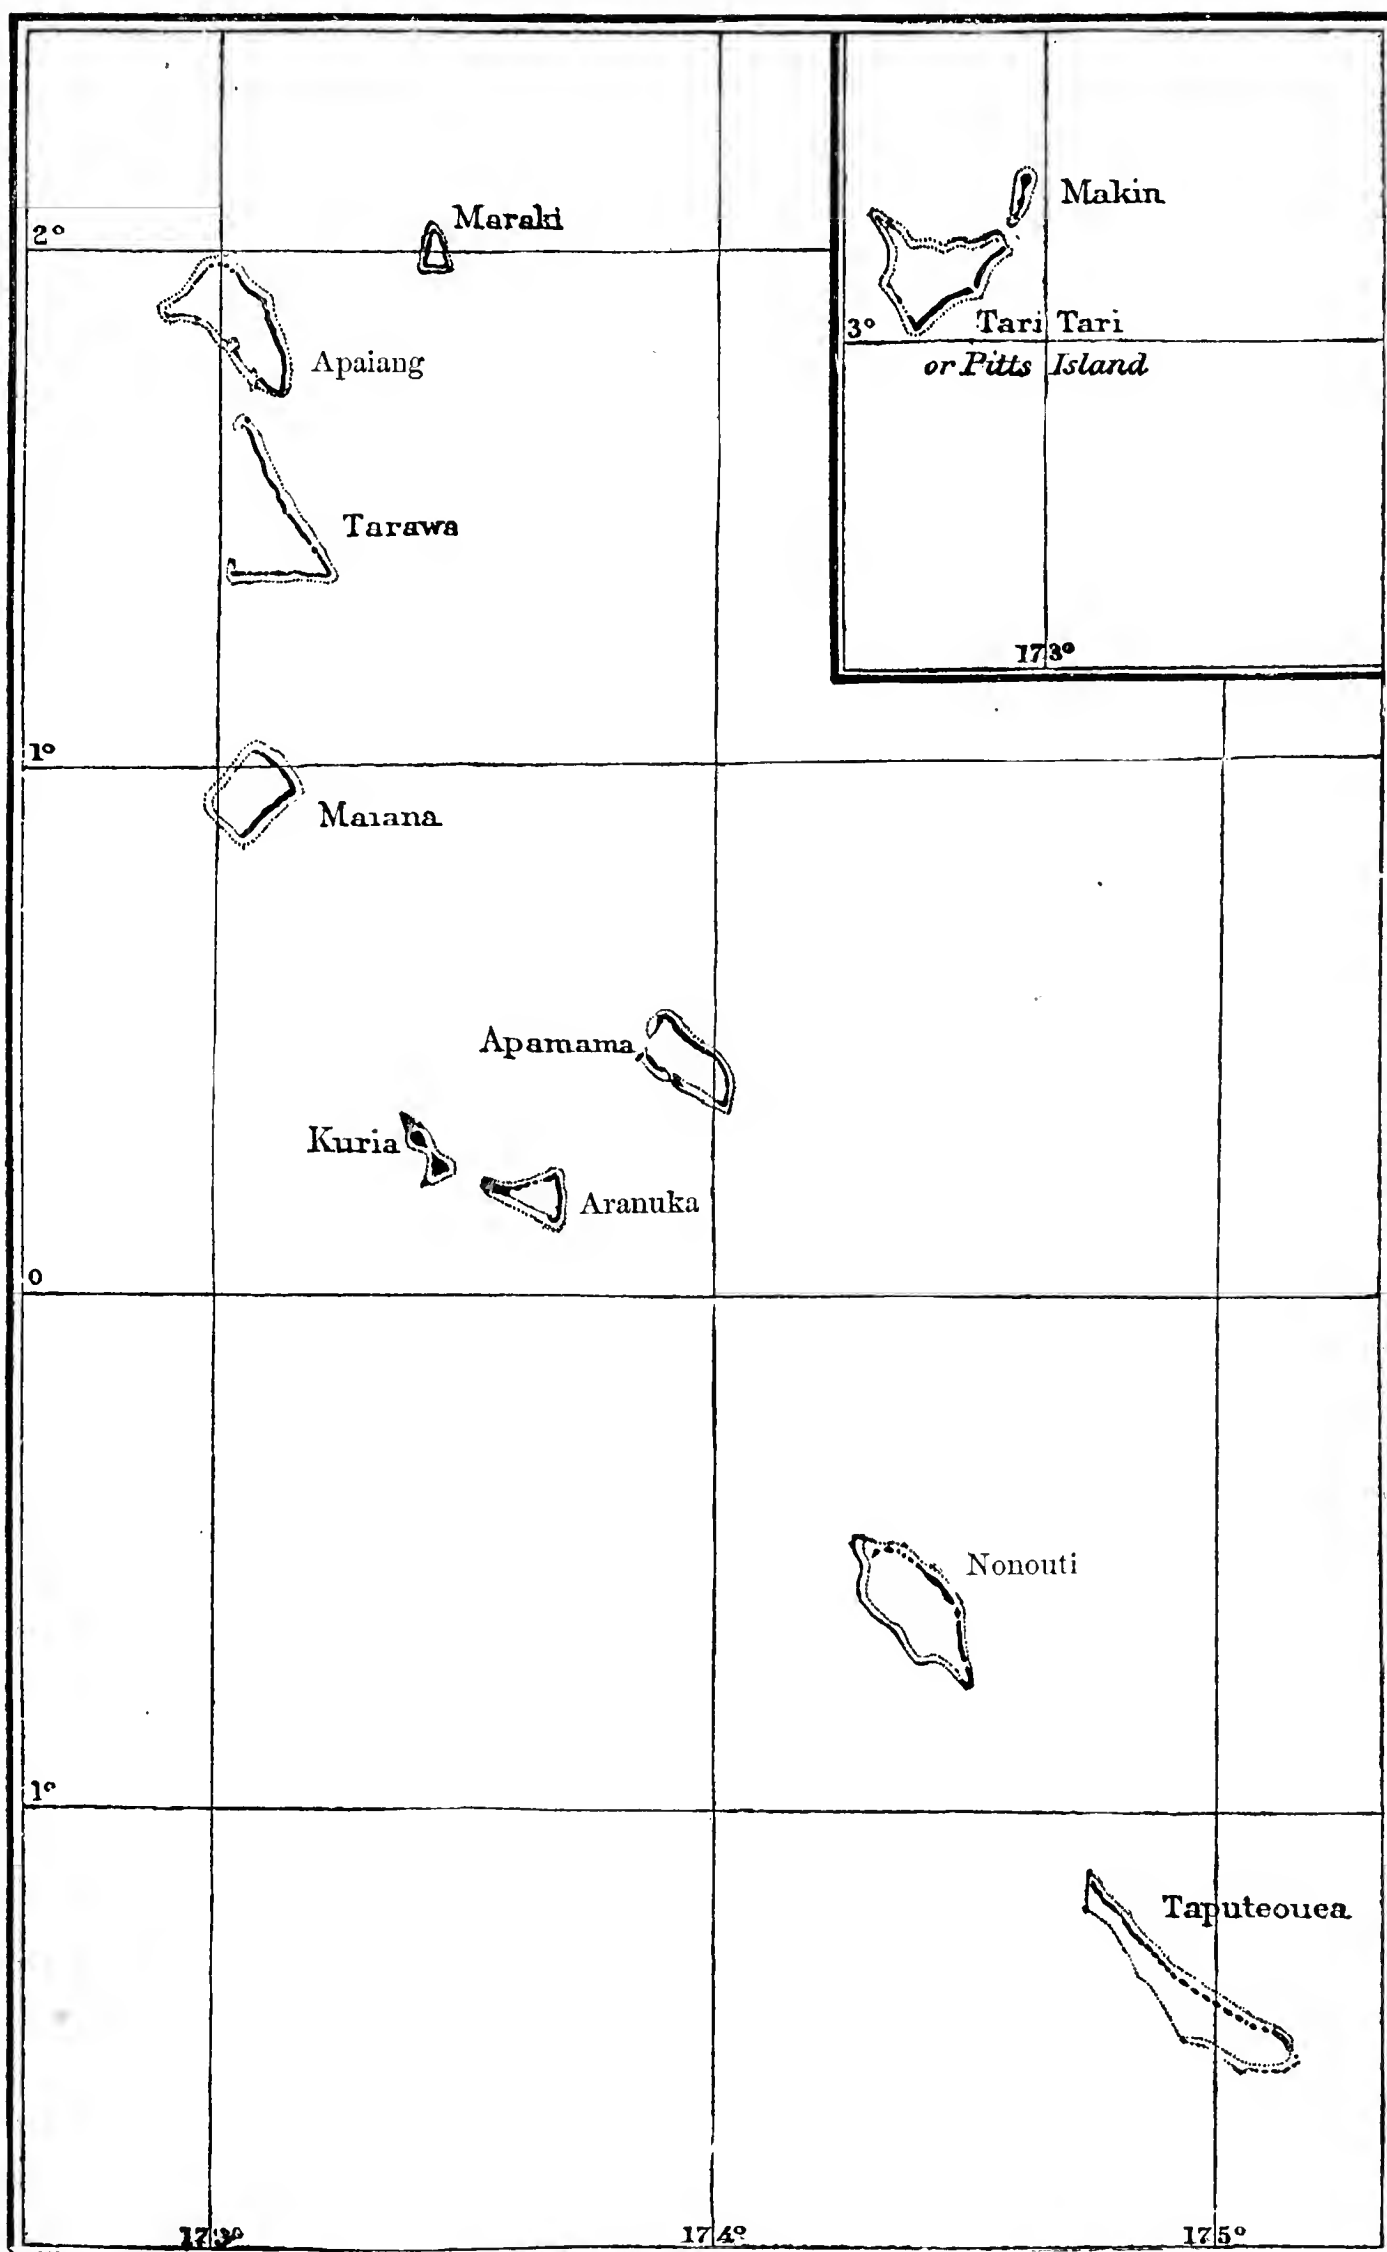 Makin
Maraki
2°
Tari Tari
3°
or Pitts Island
Apaiang
Tarawa
173°
1°
Maiana
Apamama
Kuria
Aranuka
0
Nonouti
1°
Taputeouea
173°
174°
175°